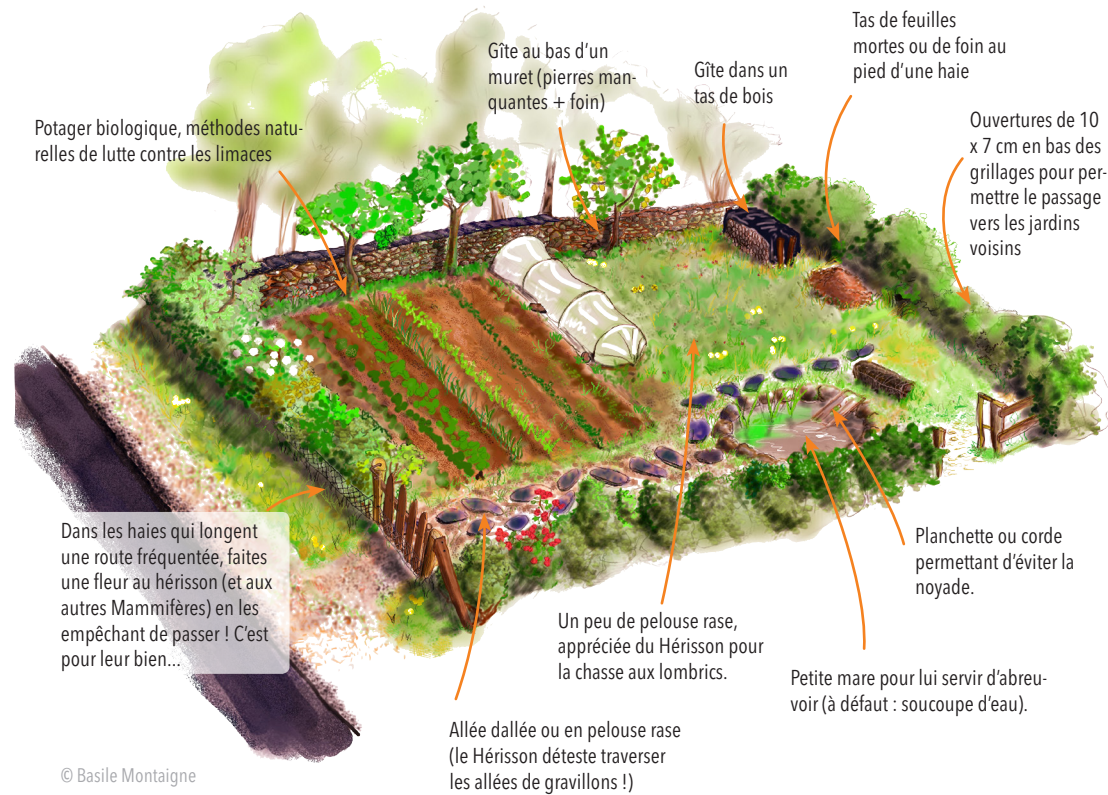 Tas de feuilles
mortes ou de foin au
pied d'une haie
Gîte au bas d'un
muret (pierres man-
quantes + foin)
Gîte dans un
tas de bois
Ouvertures de 10
x 7 cm en bas des
grillages pour per-
mettre le passage
vers les jardins
voisins
Potager biologique, méthodes natu-
relles de lutte contre les limaces
Dans les haies qui longent
une route fréquentée, faites
une fleur au hérisson (et aux
autres Mammifères) en les
empêchant de passer ! C'est
pour leur bien...
Planchette ou corde
permettant d'éviter la
noyade.
Un peu de pelouse rase,
appréciée du Hérisson pour
la chasse aux lombrics.
Petite mare pour lui servir d'abreu-
voir (à défaut : soucoupe d'eau).
Allée dallée ou en pelouse rase
(le Hérisson déteste traverser
les allées de gravillons !)
© Basile Montaigne